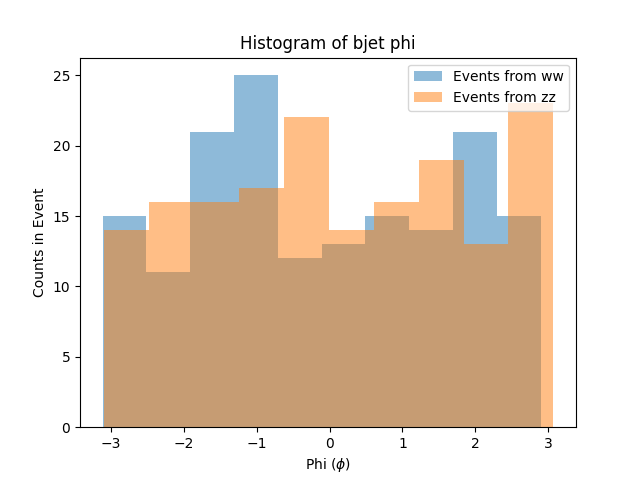 Histogram of bjet phi
Events from ww
Events from zz
Counts in Event
25
20
15
10
5
0
−3
−2
−1
0
1
2
3
Phi (ϕ)